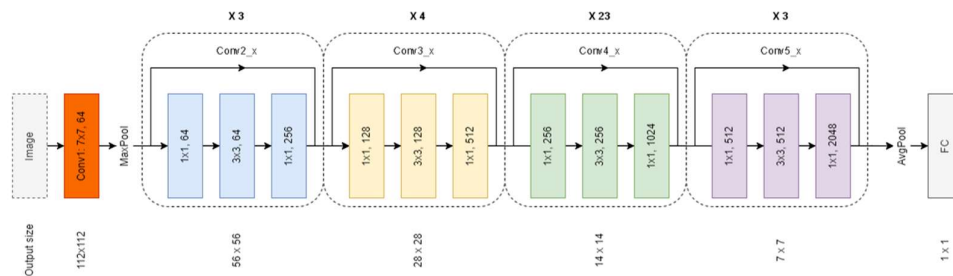 X 3
X 4
X 23
X 3
Conv2_x
Conv3_x
Conv4_x
Conv5_x
Image
Conv1: 7x7, 64
MaxPool
1x1, 64
3x3, 64
1x1, 256
1x1, 128
3x3, 128
1x1, 512
1x1, 256
3x3, 256
1x1, 1024
1x1, 512
3x3, 512
1x1, 2048
AvgPool
FC
Output size
112x112
56 x 56
28 x 28
14 x 14
7 x 7
1 x 1